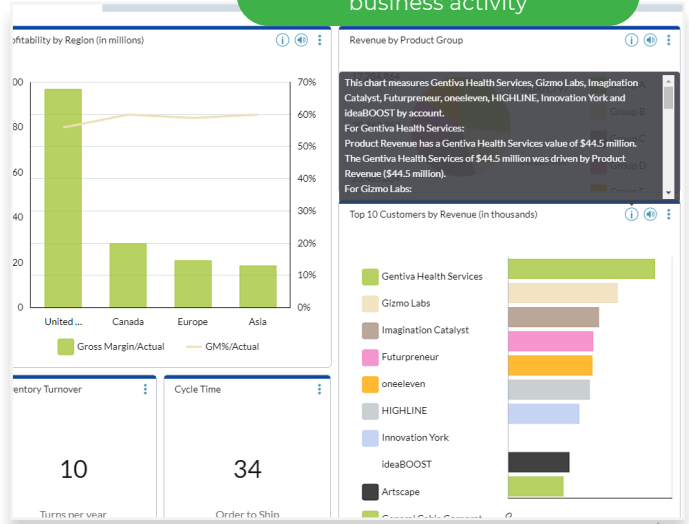 business activity
ofitability by Region (in millions)
00
80
60
40
20
0
70%
60%
50%
40%
30%
20%
10%
0%
United ...
Canada
Europe
Asia
Gross Margin/Actual
GM%/Actual
entory Turnover
10
Turns per year
Cycle Time
34
Order to Ship
Revenue by Product Group
This chart measures Gentiva Health Services, Gizmo Labs, Imagination
Catalyst, Futurpreneur, oneeleven, HIGHLINE, Innovation York and
ideaBOOST by account.
For Gentiva Health Services:
Product Revenue has a Gentiva Health Services value of $44.5 million.
The Gentiva Health Services of $44.5 million was driven by Product
Revenue ($44.5 million).
For Gizmo Labs:
Group B
Group C
Group D
Top 10 Customers by Revenue (in thousands)
Gentiva Health Services
Gizmo Labs
Imagination Catalyst
Futurpreneur
oneeleven
HIGHLINE
Innovation York
ideaBOOST
Artscape
General Cable Corporat